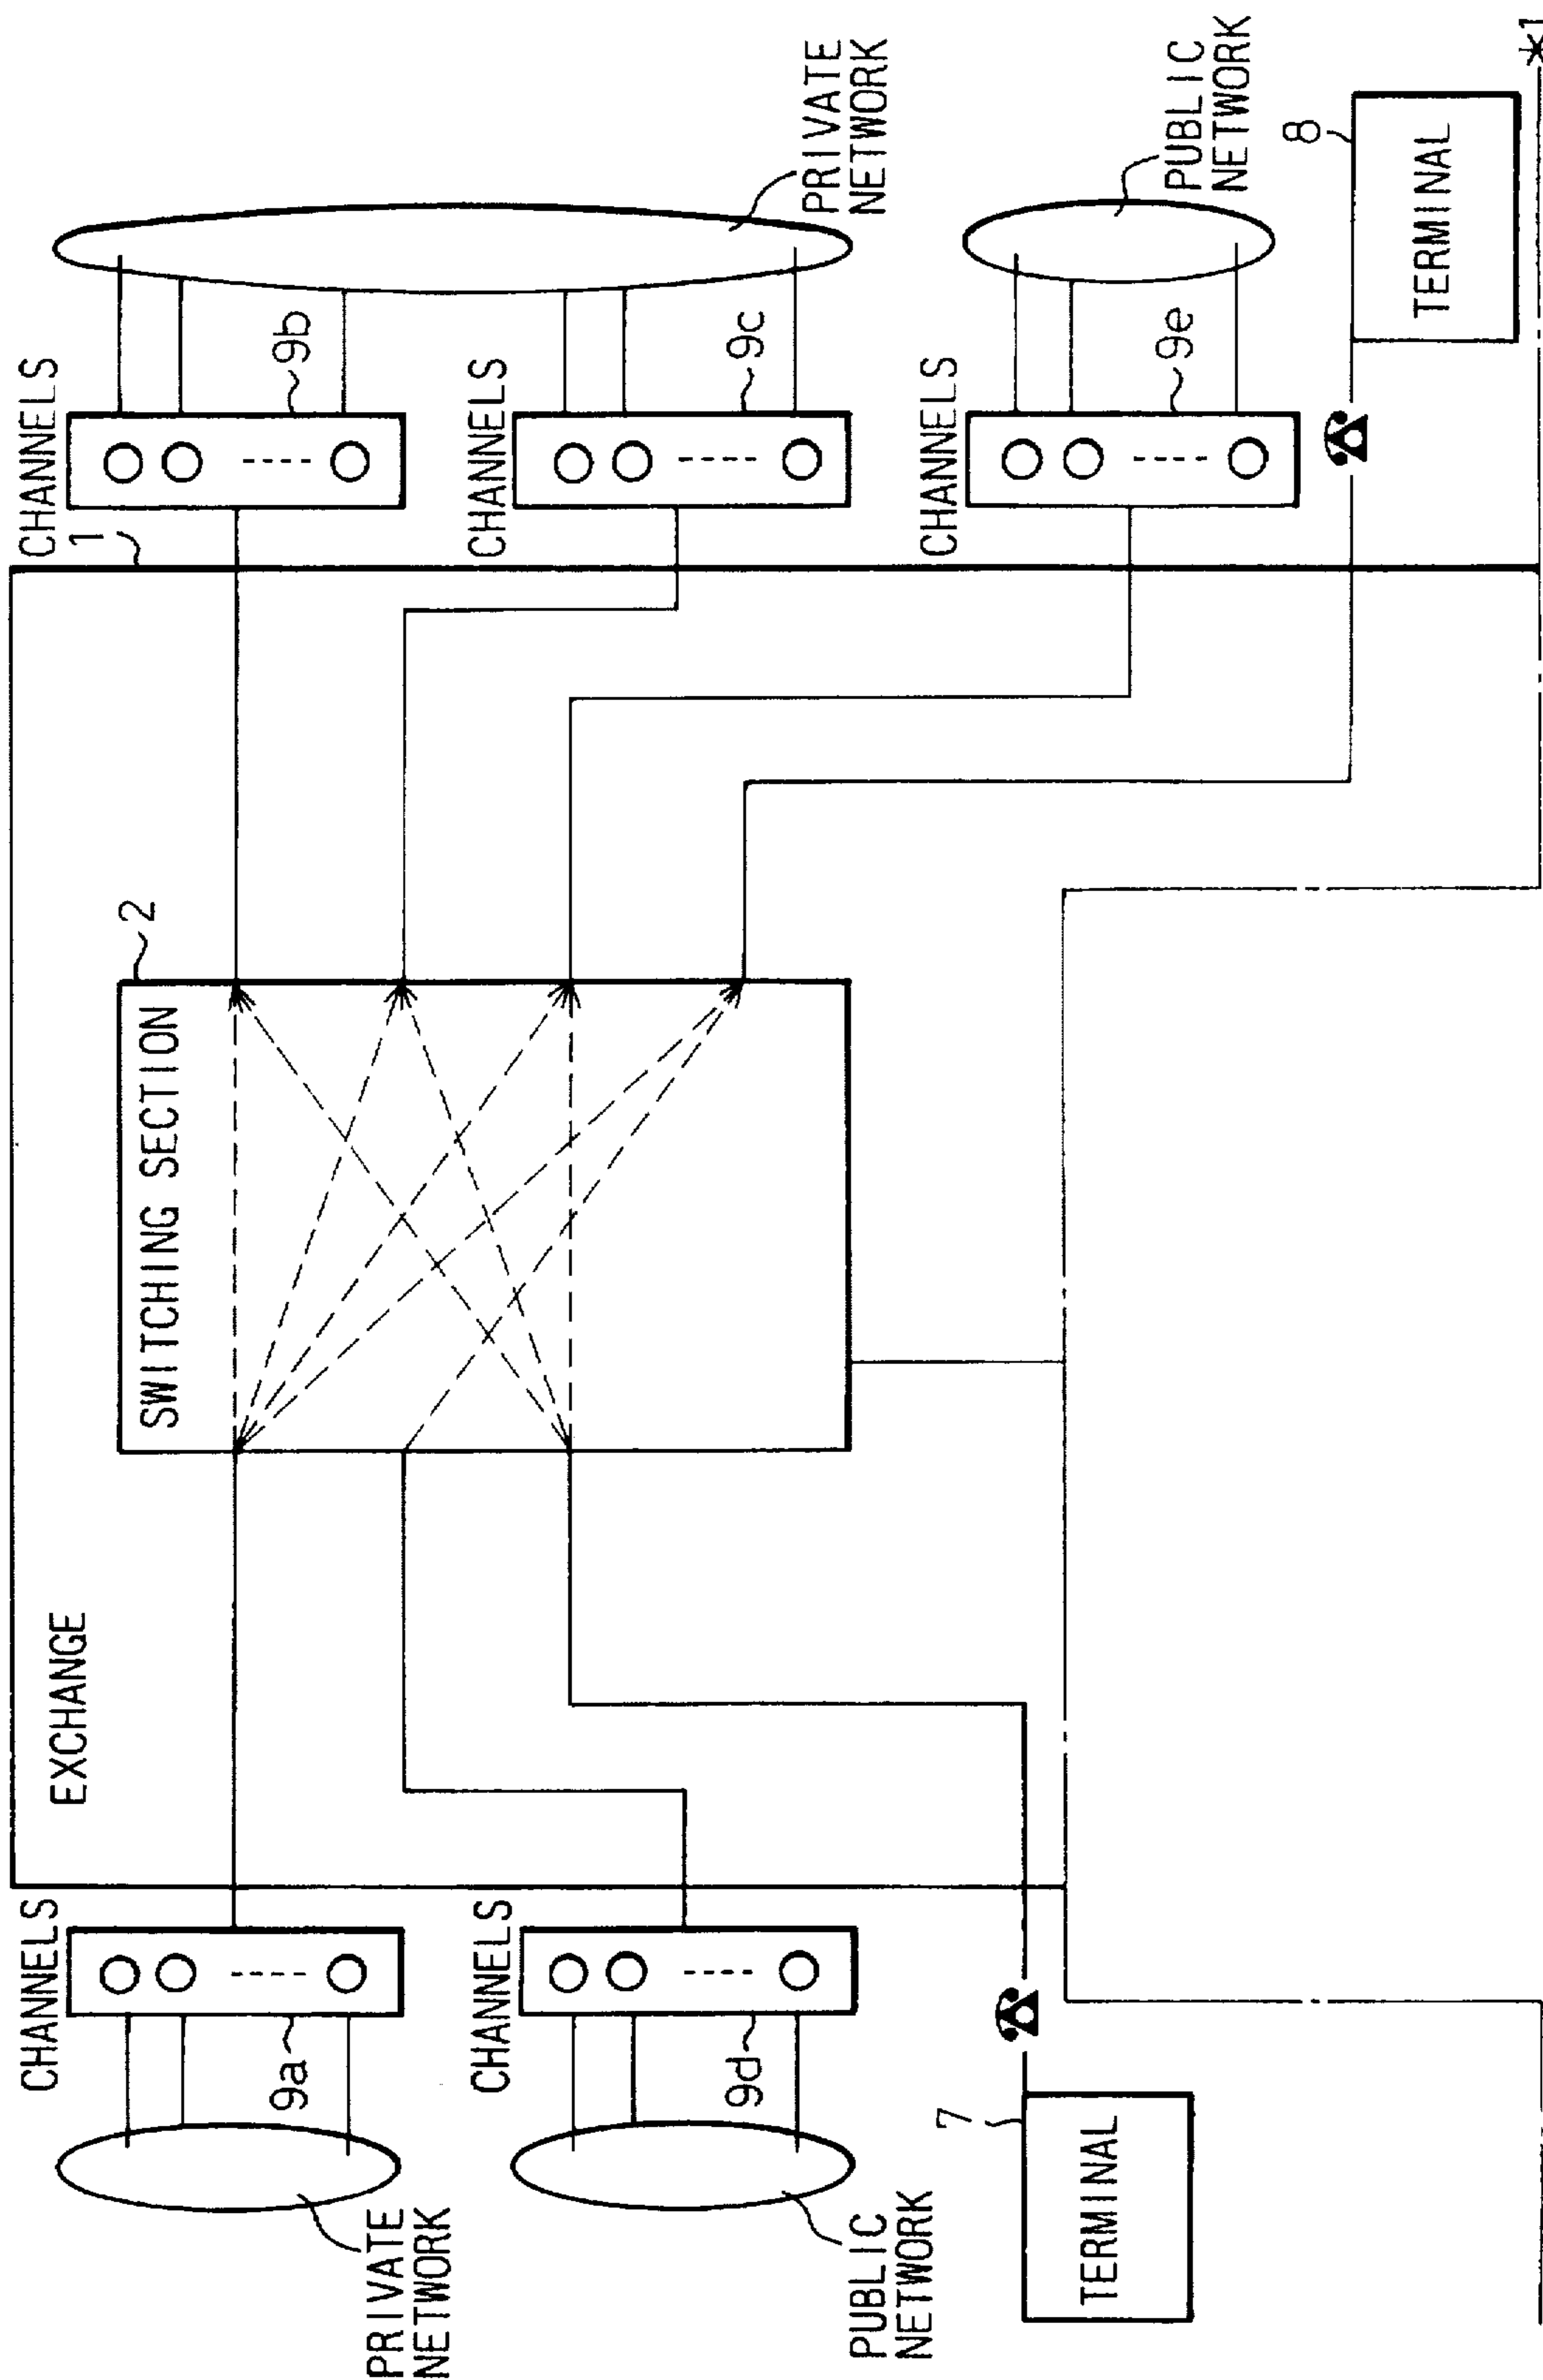 EXCHANGE
1
SWITCHING SECTION
2
CHANNELS
9a
PRIVATE
NETWORK
CHANNELS
9d
PUBLIC
NETWORK
7
TERMINAL
CHANNELS
9b
CHANNELS
9c
PRIVATE
NETWORK
CHANNELS
9e
PUBLIC
NETWORK
8
TERMINAL
*1